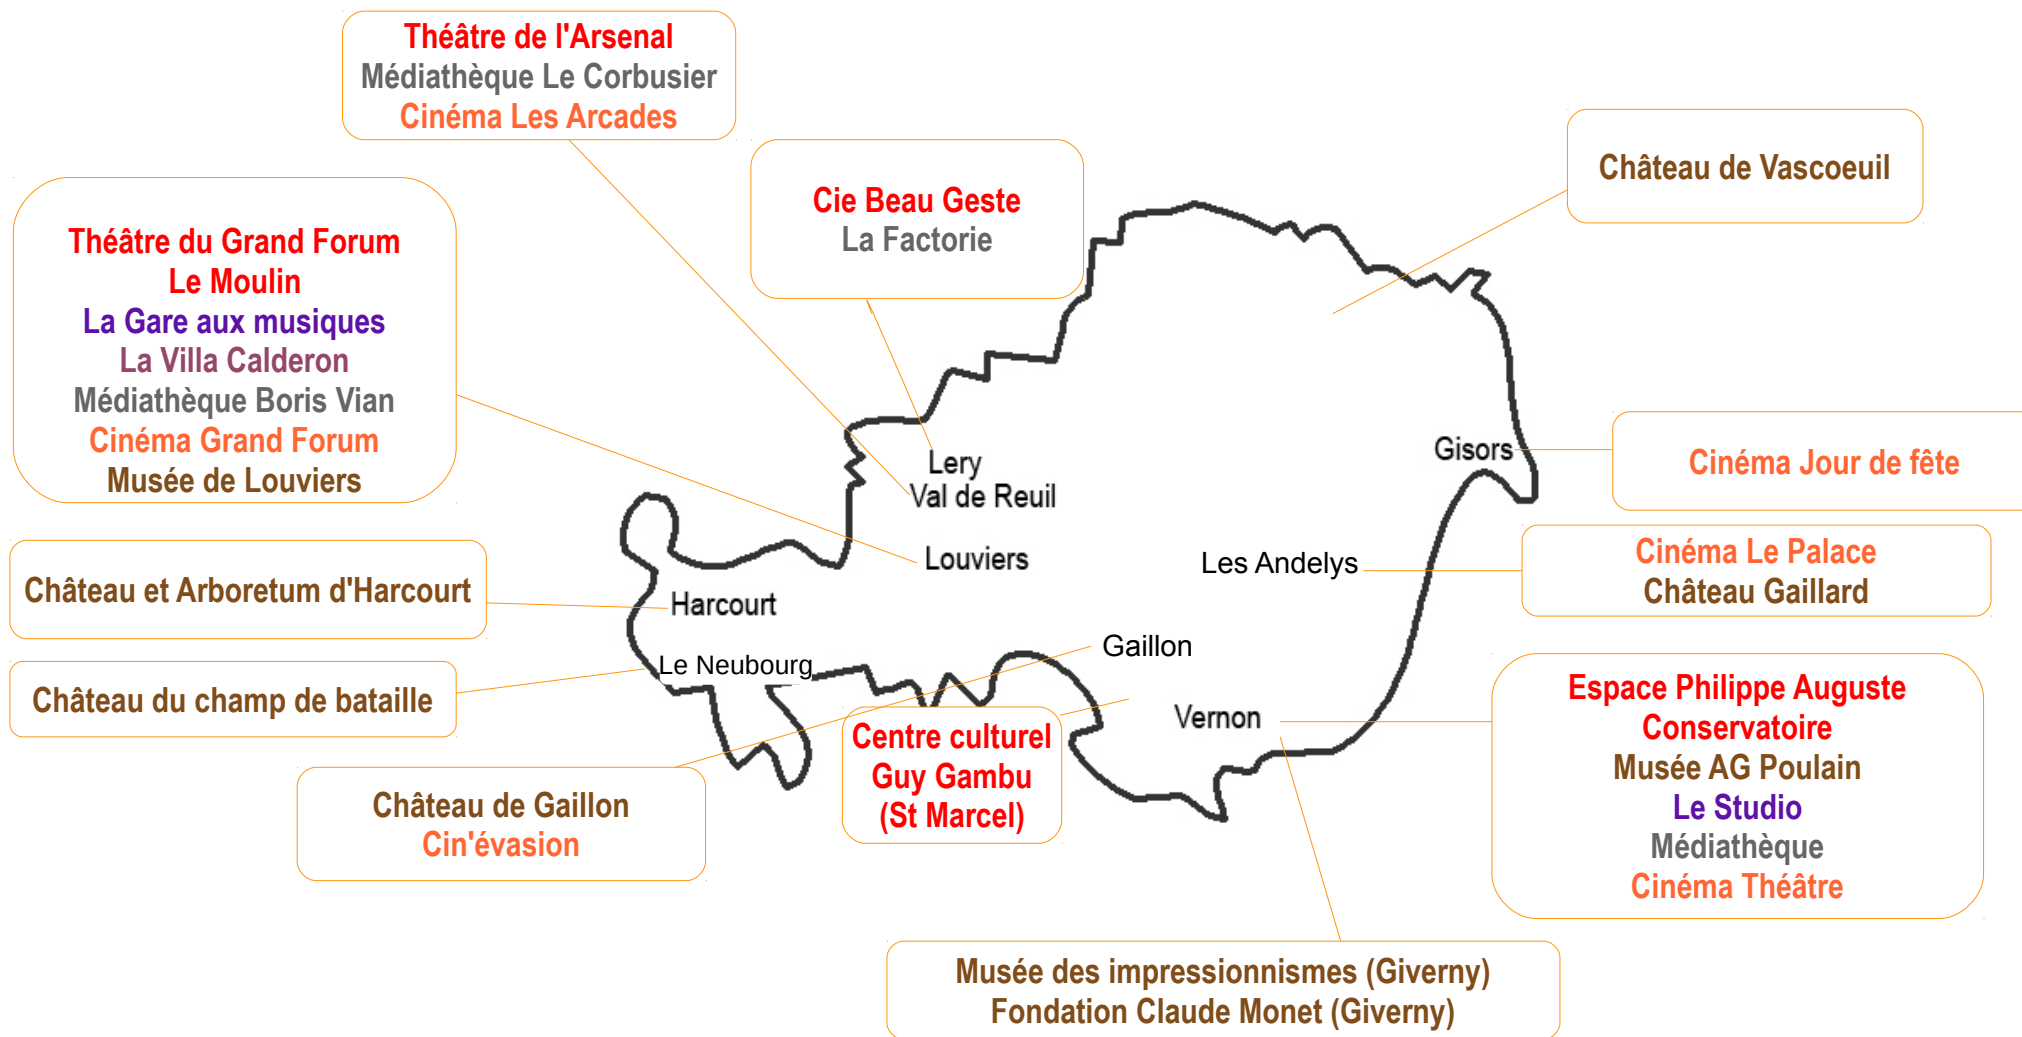 Théâtre de l'Arsenal
Médiathèque Le Corbusier
Cinéma Les Arcades
Cie Beau Geste
La Factorie
Château de Vascoeuil
Théâtre du Grand Forum
Le Moulin
La Gare aux musiques
La Villa Calderon
Médiathèque Boris Vian
Cinéma Grand Forum
Musée de Louviers
Lery
Val de Reuil
Louviers
Gisors
Cinéma Jour de fête
Les Andelys
Cinéma Le Palace
Château Gaillard
Château et Arboretum d'Harcourt
Harcourt
Château du champ de bataille
Le Neubourg
Gaillon
Vernon
Centre culturel
Guy Gambu
(St Marcel)
Espace Philippe Auguste
Conservatoire
Musée AG Poulain
Le Studio
Médiathèque
Cinéma Théâtre
Château de Gaillon
Cin'évasion
Musée des impressionnismes (Giverny)
Fondation Claude Monet (Giverny)